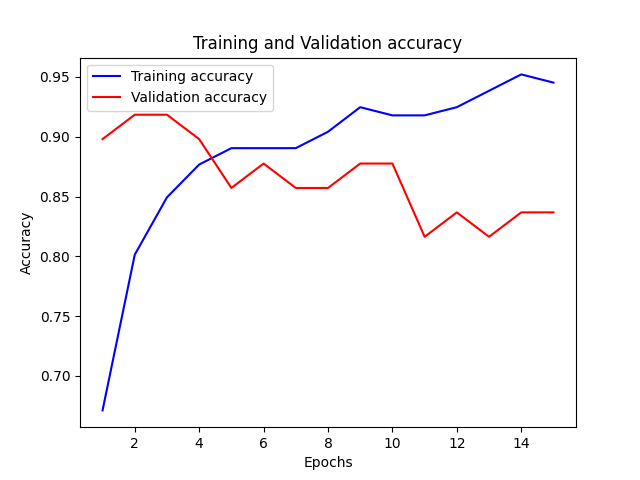 Training and Validation accuracy
Training accuracy
Validation accuracy
0.95
0.90
0.85
0.80
0.75
0.70
Accuracy
2 4 6 8 10 12 14
Epochs